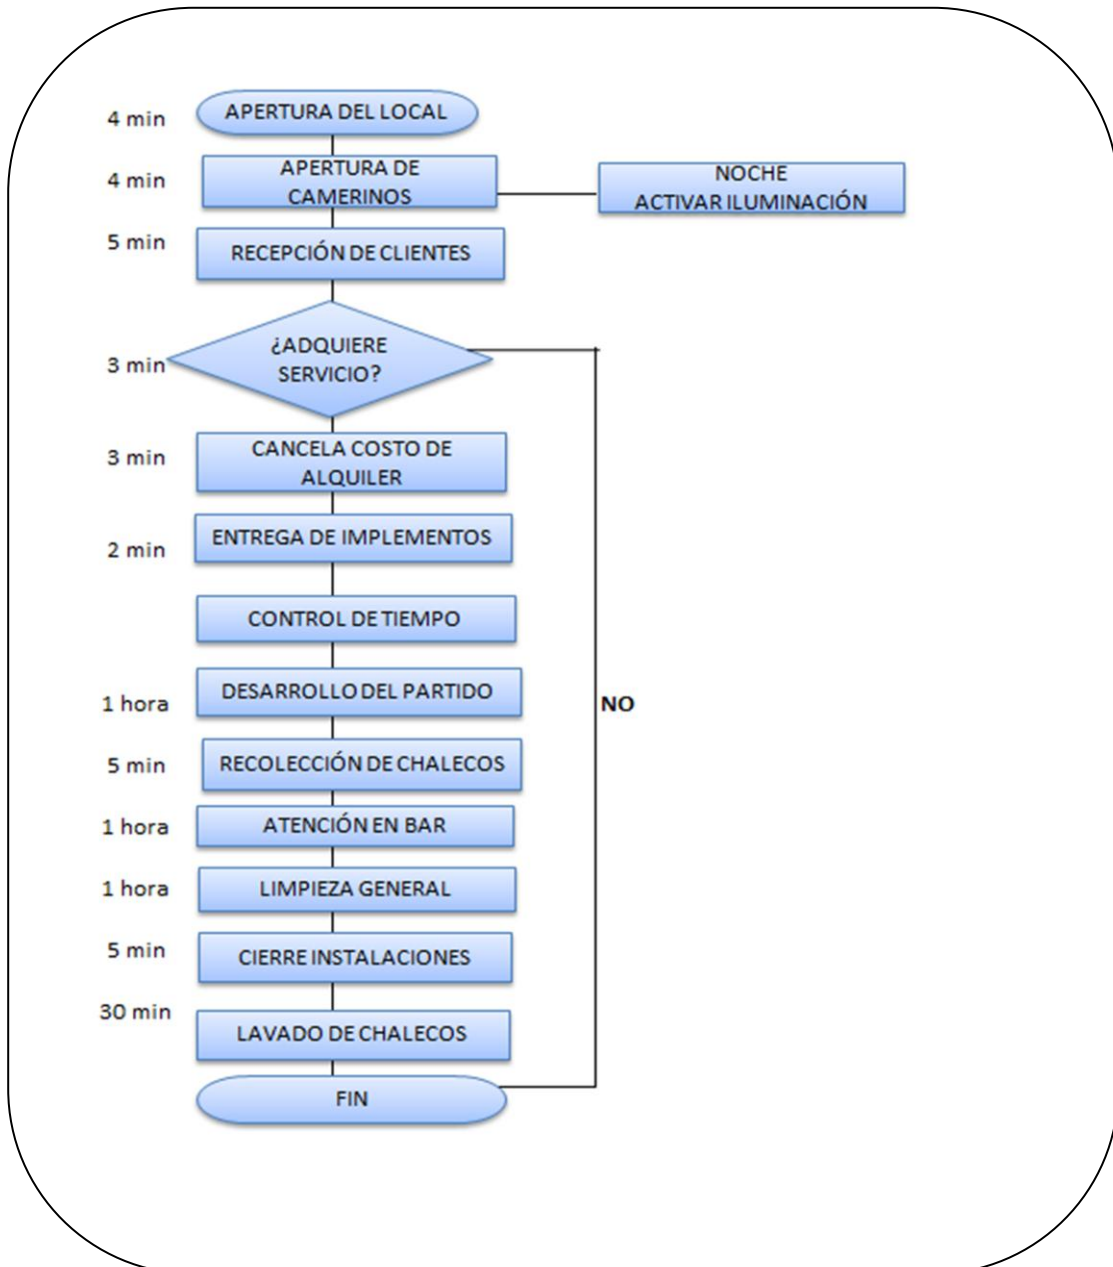 4 min
APERTURA DEL LOCAL
4 min
APERTURA DE
CAMERINOS
NOCHE
ACTIVAR ILUMINACIÓN
5 min
RECEPCIÓN DE CLIENTES
3 min
¿ADQUIERE
SERVICIO?
3 min
CANCELA COSTO DE
ALQUILER
2 min
ENTREGA DE IMPLEMENTOS
CONTROL DE TIEMPO
1 hora
DESARROLLO DEL PARTIDO
NO
5 min
RECOLECCIÓN DE CHALECOS
1 hora
ATENCIÓN EN BAR
1 hora
LIMPIEZA GENERAL
5 min
CIERRE INSTALACIONES
30 min
LAVADO DE CHALECOS
FIN